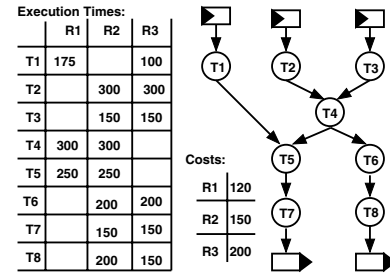 Execution Times:
R1 R2 R3
T1 175 100
T2 300 300
T3 150 150
T4 300 300
T5 250 250
T6 200 200
T7 150 150
T8 200 150
Costs:
R1 120
R2 150
R3 200
T1 T2 T3
T4
T5 T6
T7 T8